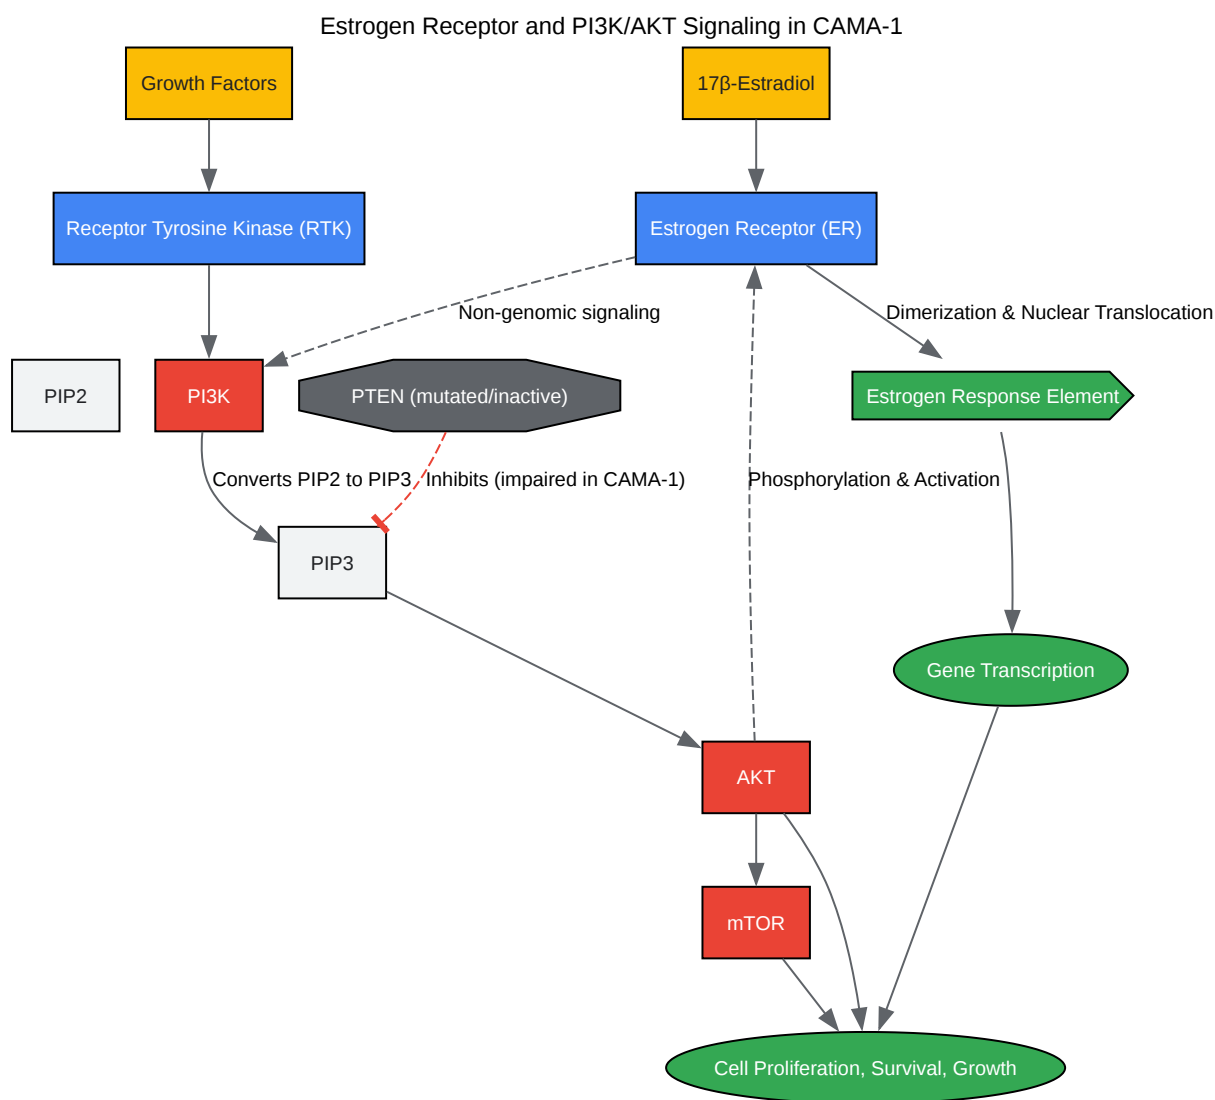 Estrogen Receptor and PI3K/AKT Signaling in CAMA-1
Growth Factors
17β-Estradiol
Receptor Tyrosine Kinase (RTK)
Estrogen Receptor (ER)
Non-genomic signaling
Dimerization & Nuclear Translocation
PIP2
PI3K
PTEN (mutated/inactive)
Estrogen Response Element
Converts PIP2 to PIP3
Inhibits (impaired in CAMA-1)
Phosphorylation & Activation
PIP3
Gene Transcription
AKT
mTOR
Cell Proliferation, Survival, Growth